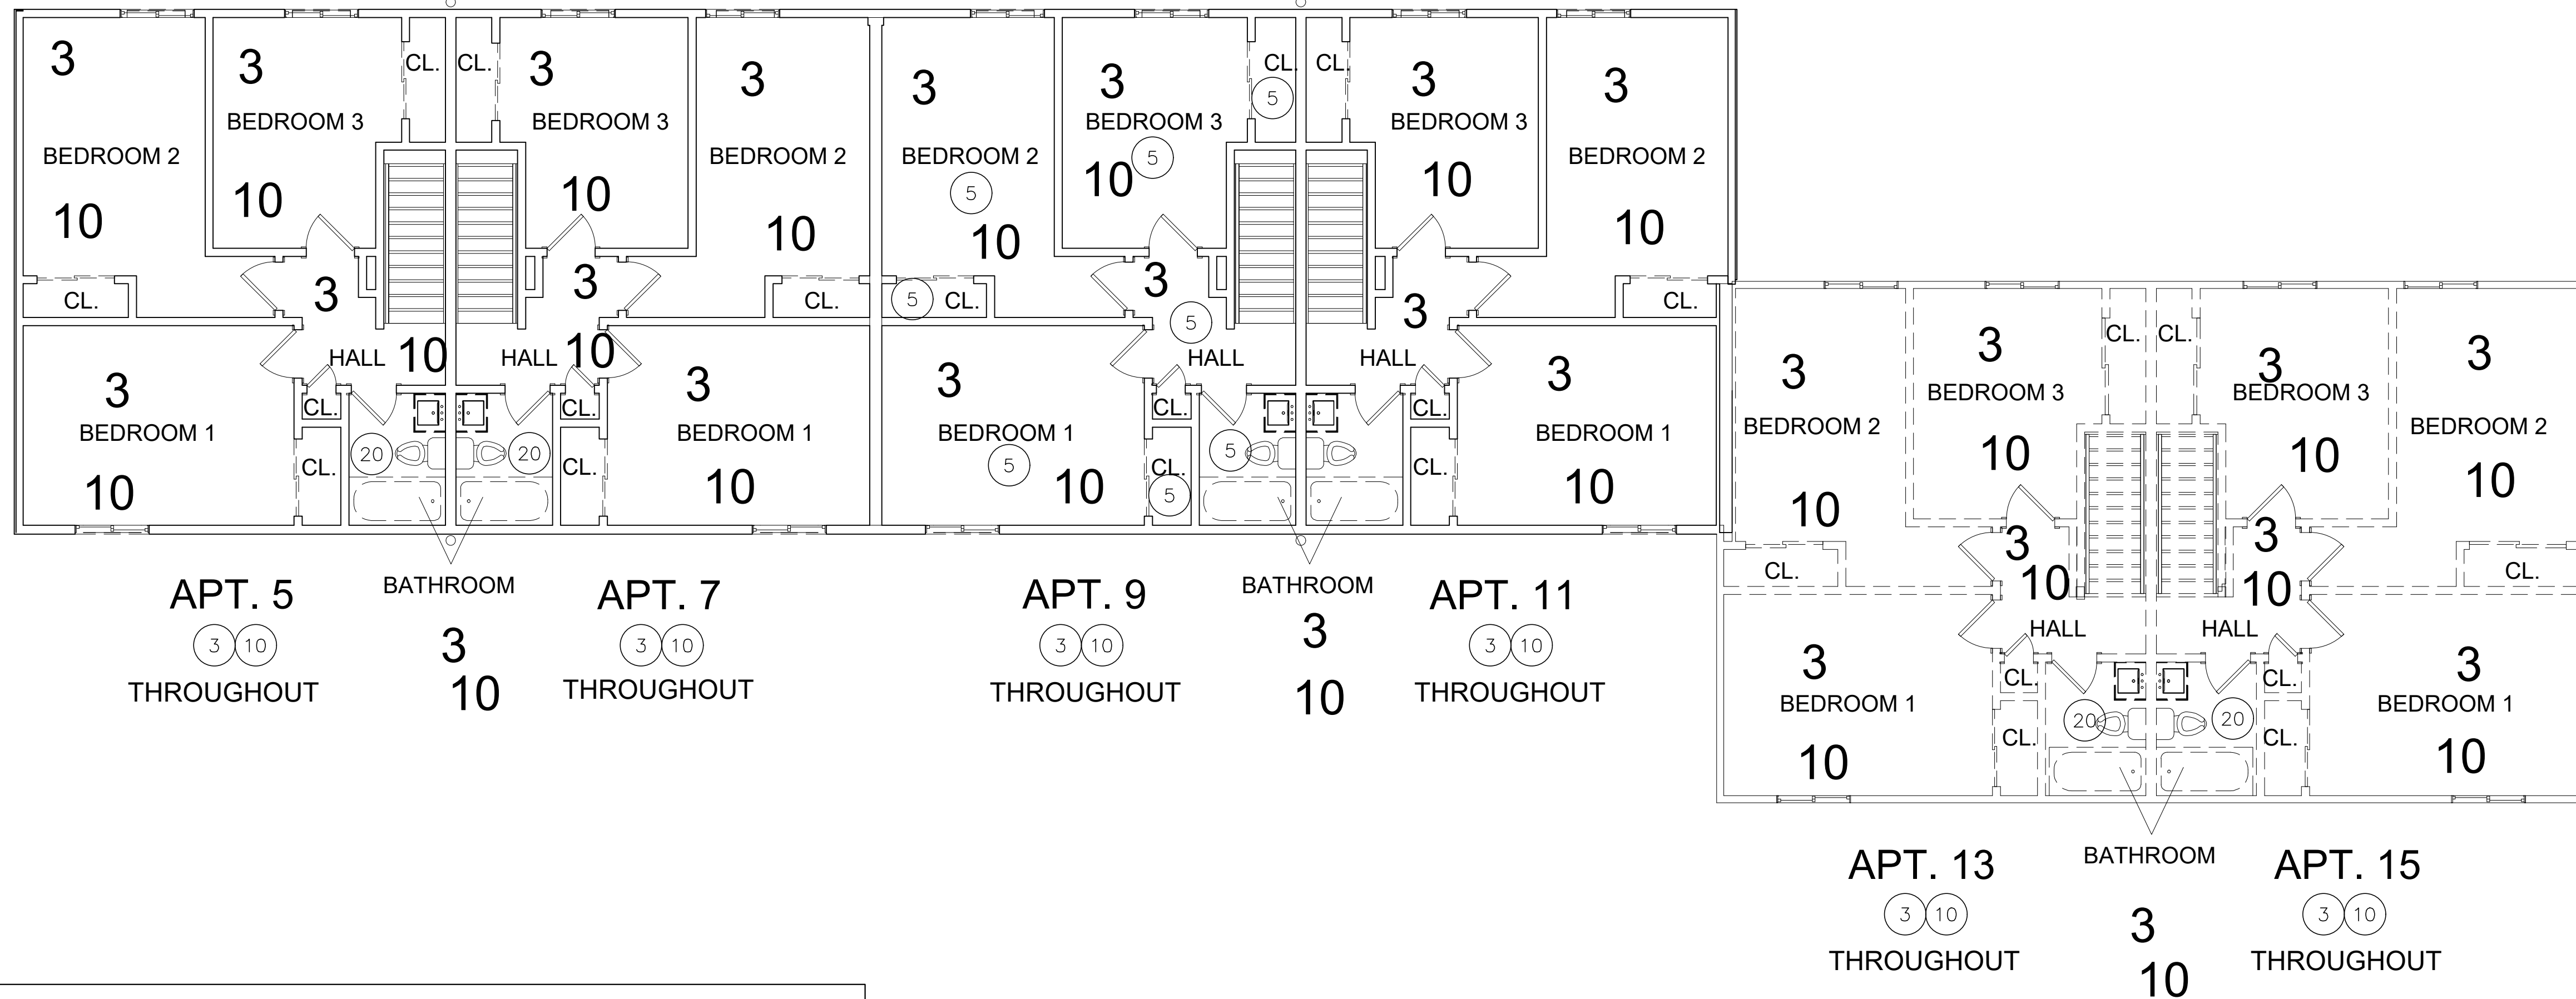 3
3
CL.
CL.
3
3
3
3
CL.
CL.
3
3
5
BEDROOM 3
BEDROOM 3
BEDROOM 3
BEDROOM 3
BEDROOM 2
BEDROOM 2
BEDROOM 2
BEDROOM 2
5
10
10
10
5
10
10
10
10
10
10
3
3
3
3
CL.
CL.
5
CL.
CL.
5
HALL
10
HALL
10
HALL
HALL
3
3
3
3
CL.
CL.
CL.
CL.
BEDROOM 1
BEDROOM 1
BEDROOM 1
BEDROOM 1
20
20
5
5
CL.
CL.
CL.
CL.
10
10
10
5
10
BATHROOM
BATHROOM
APT. 5
APT. 7
APT. 9
APT. 11
3 10
3
3 10
3 10
3
3 10
THROUGHOUT
10
THROUGHOUT
THROUGHOUT
10
THROUGHOUT
CL.
CL.
3
3
3
3
BEDROOM 3
BEDROOM 3
BEDROOM 2
BEDROOM 2
10
10
10
10
3
3
CL.
10
10
CL.
HALL
HALL
3
3
CL.
CL.
BEDROOM 1
BEDROOM 1
20
20
CL.
CL.
10
10
BATHROOM
APT. 13
APT. 15
3 10
3
3 10
THROUGHOUT
10
THROUGHOUT